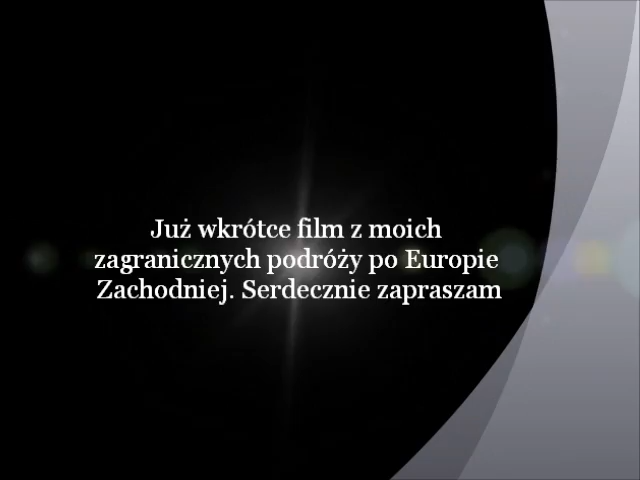 Już wkrótce film z moich
zagranicznych podróży po Europie
Zachodniej. Serdecznie zapraszam